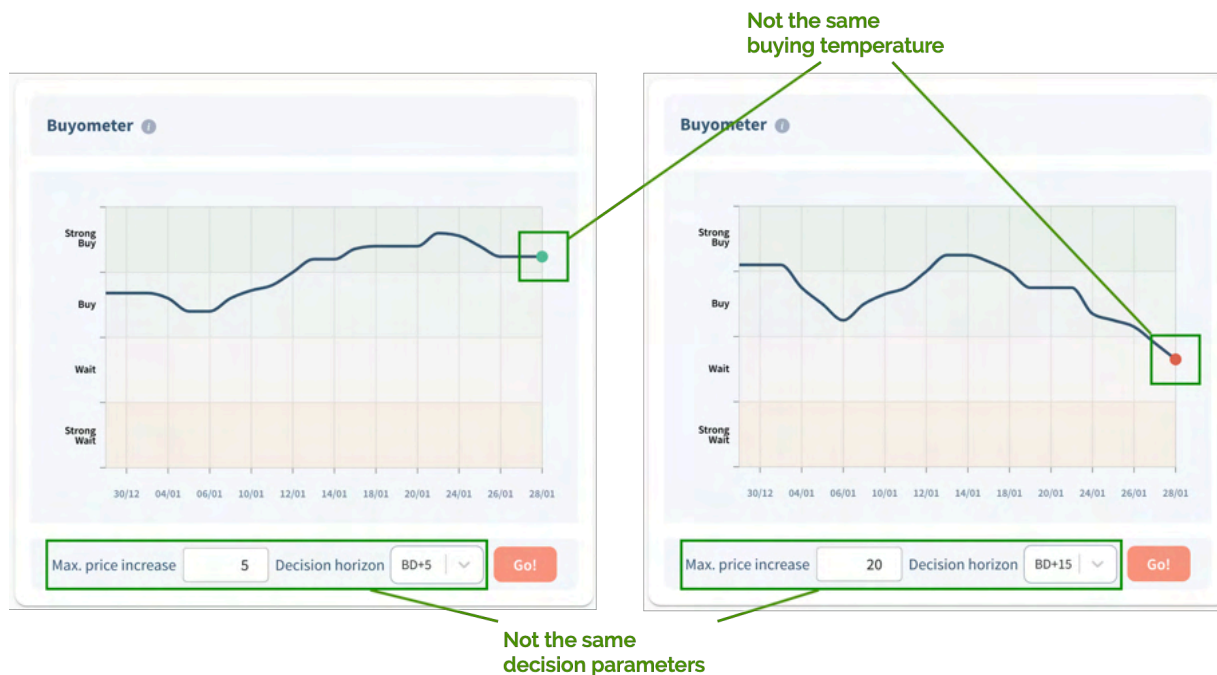 Not the same
buying temperature
Buyometer i
Strong
Buy
Buy
Wait
Strong
Wait
30/12 04/01 06/01 10/01 12/01 14/01 18/01 20/01 24/01 26/01 28/01
Max. price increase 5 Decision horizon BD+5 Go!
Buyometer i
Strong
Buy
Buy
Wait
Strong
Wait
30/12 04/01 06/01 10/01 12/01 14/01 18/01 20/01 24/01 26/01 28/01
Max. price increase 20 Decision horizon BD+15 Go!
Not the same
decision parameters